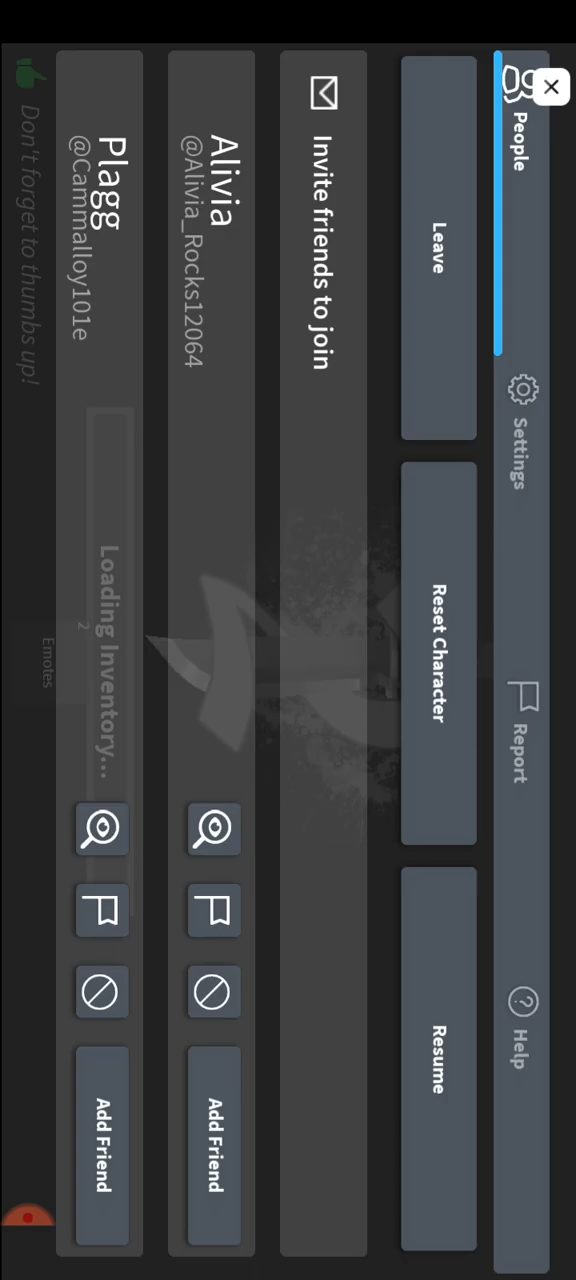 People
Settings
Report
Help
Leave
Reset Character
Resume
Invite friends to join
Alivia
@Alivia_Rocks12064
Add Friend
Plagg
@Cammalloy101e
Add Friend
Loading Inventory...
2
Emotes
Don't forget to thumbs up!